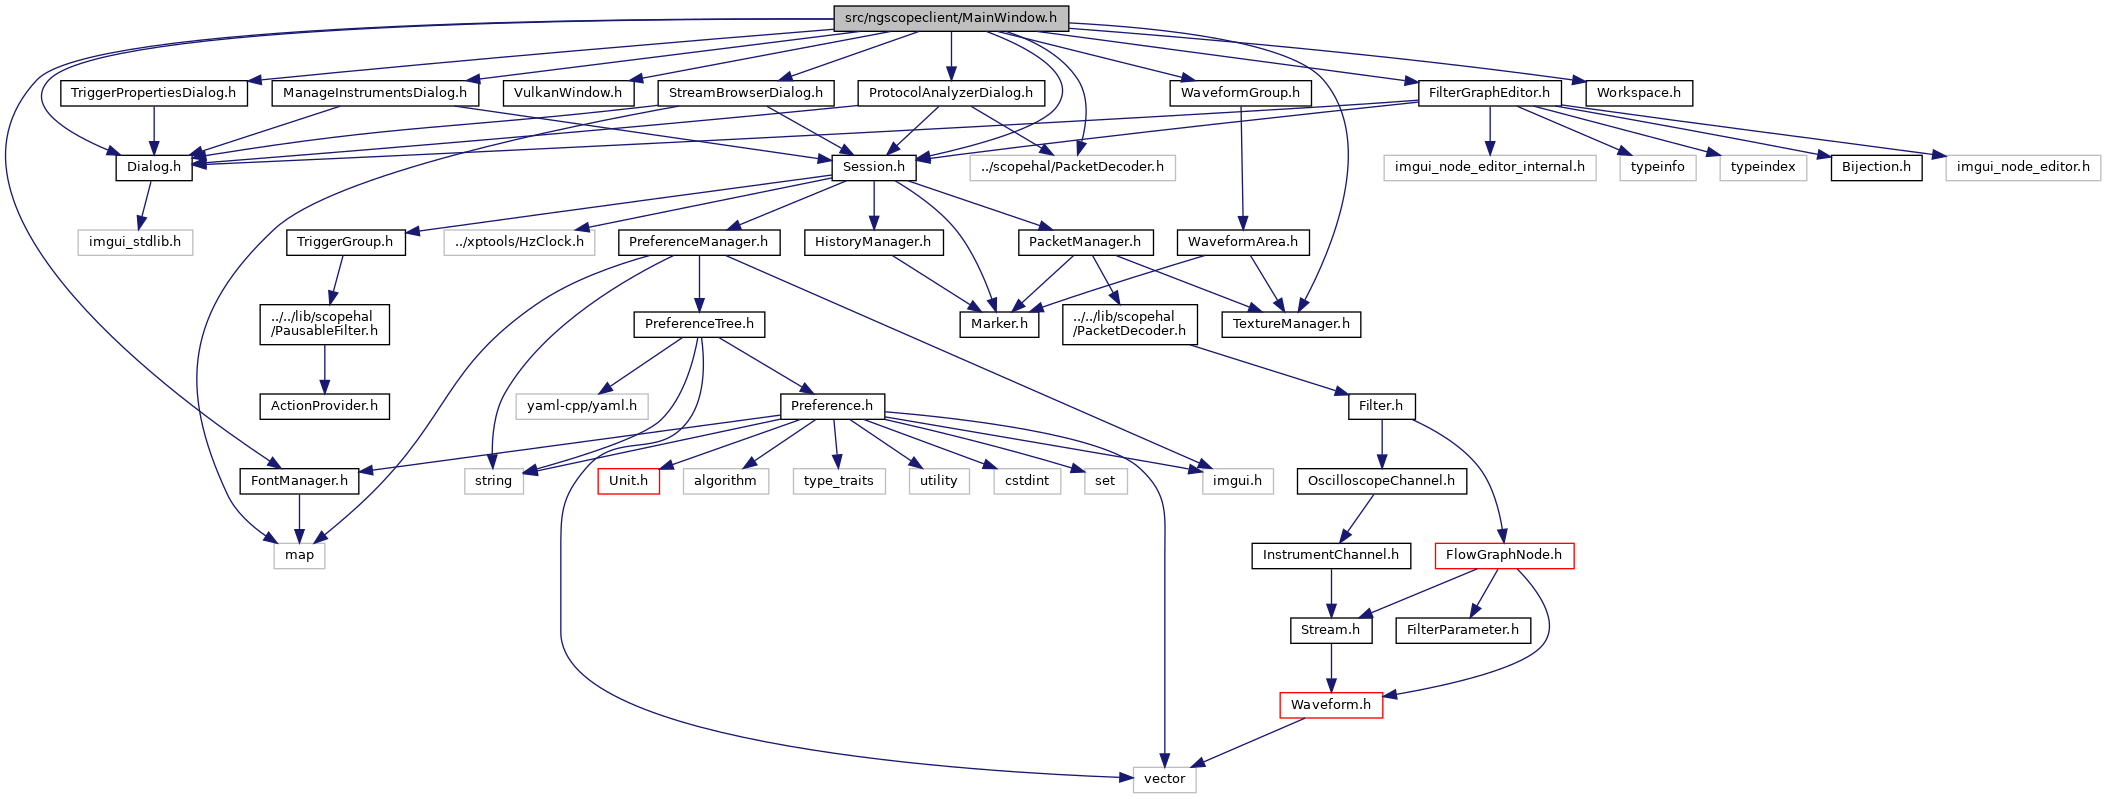 src/ngscopeclient/MainWindow.h
TriggerPropertiesDialog.h
ManageInstrumentsDialog.h
VulkanWindow.h
StreamBrowserDialog.h
ProtocolAnalyzerDialog.h
WaveformGroup.h
FilterGraphEditor.h
Workspace.h
Dialog.h
Session.h
../scopehal/PacketDecoder.h
imgui_node_editor_internal.h
typeinfo
typeindex
Bijection.h
imgui_node_editor.h
imgui_stdlib.h
TriggerGroup.h
../xptools/HzClock.h
PreferenceManager.h
HistoryManager.h
PacketManager.h
WaveformArea.h
../../lib/scopehal
/PausableFilter.h
PreferenceTree.h
Marker.h
../../lib/scopehal
/PacketDecoder.h
TextureManager.h
ActionProvider.h
yaml-cpp/yaml.h
Preference.h
Filter.h
FontManager.h
string
Unit.h
algorithm
type_traits
utility
cstdint
set
imgui.h
OscilloscopeChannel.h
map
InstrumentChannel.h
FlowGraphNode.h
Stream.h
FilterParameter.h
Waveform.h
vector